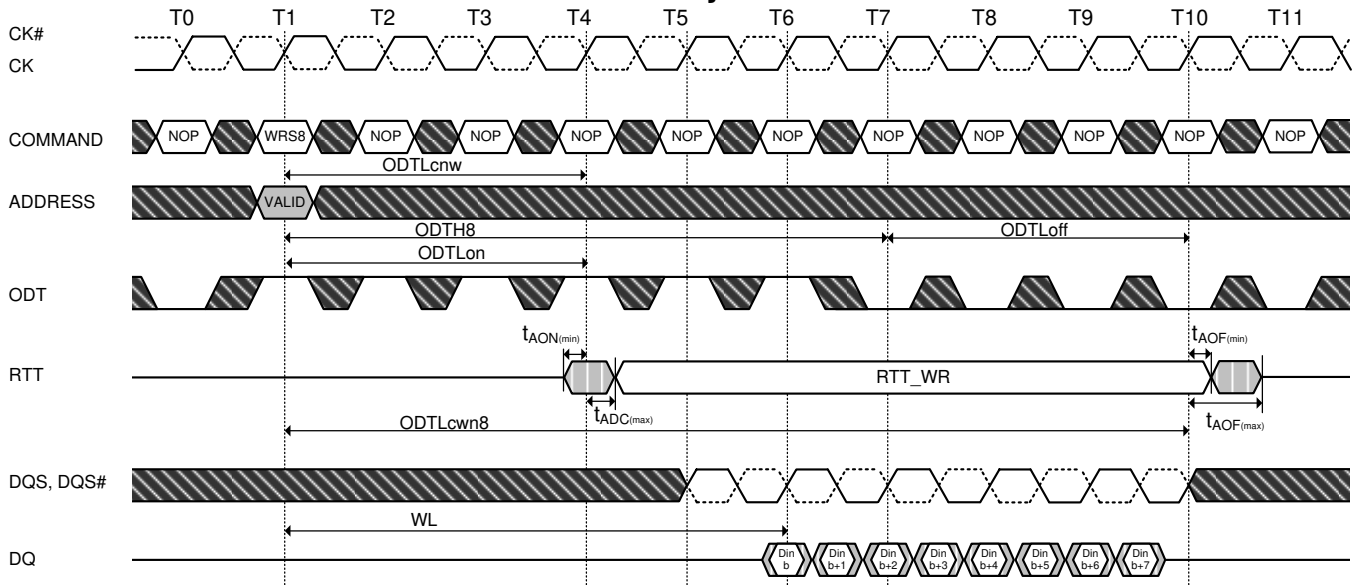 T0 T1 T2 T3 T4 T5 T6 T7 T8 T9 T10 T11
CK#
CK
COMMAND NOP WRS8 NOP NOP NOP NOP NOP NOP NOP NOP NOP NOP
ODTLcnw
ADDRESS VALID
ODTH8 ODTLoff
ODTLon
ODT
tAON(min) tAOF(min)
RTT RTT_WR
tADC(max) tAOF(max)
ODTLcwn8
DQS, DQS#
WL
DQ Din b Din b+1 Din b+2 Din b+3 Din b+4 Din b+5 Din b+6 Din b+7